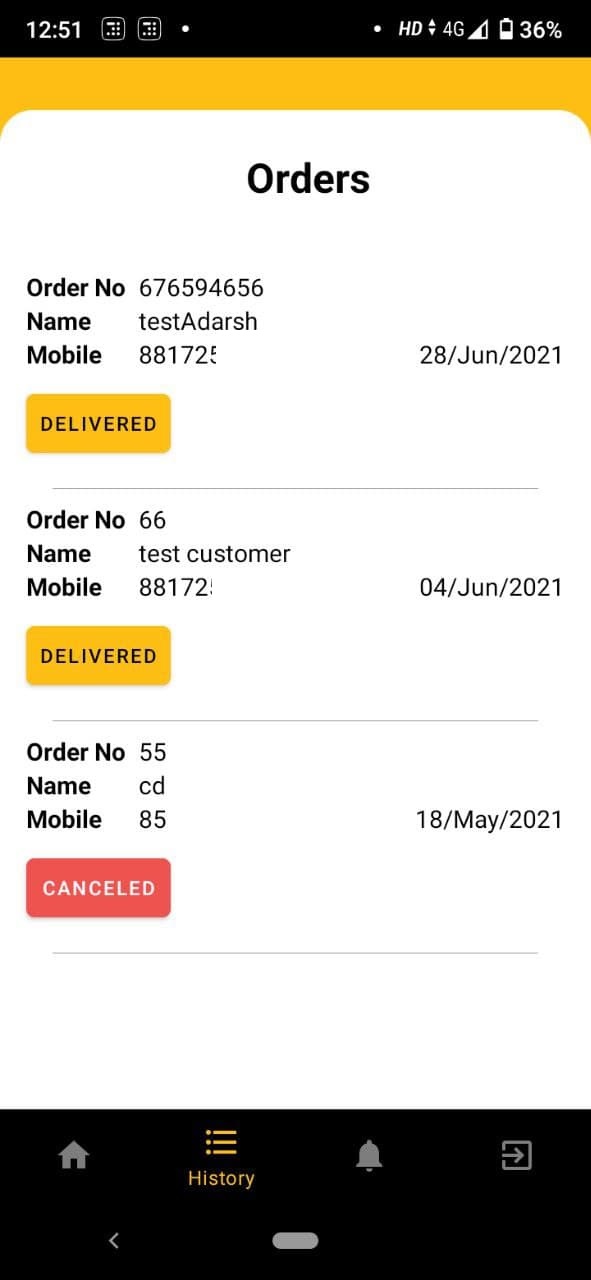 12:51 HD 4G 36%
Orders
Order No 676594656
Name testAdarsh
Mobile 88172 28/Jun/2021
DELIVERED
Order No 66
Name test customer
Mobile 88172 04/Jun/2021
DELIVERED
Order No 55
Name cd
Mobile 85 18/May/2021
CANCELED
History